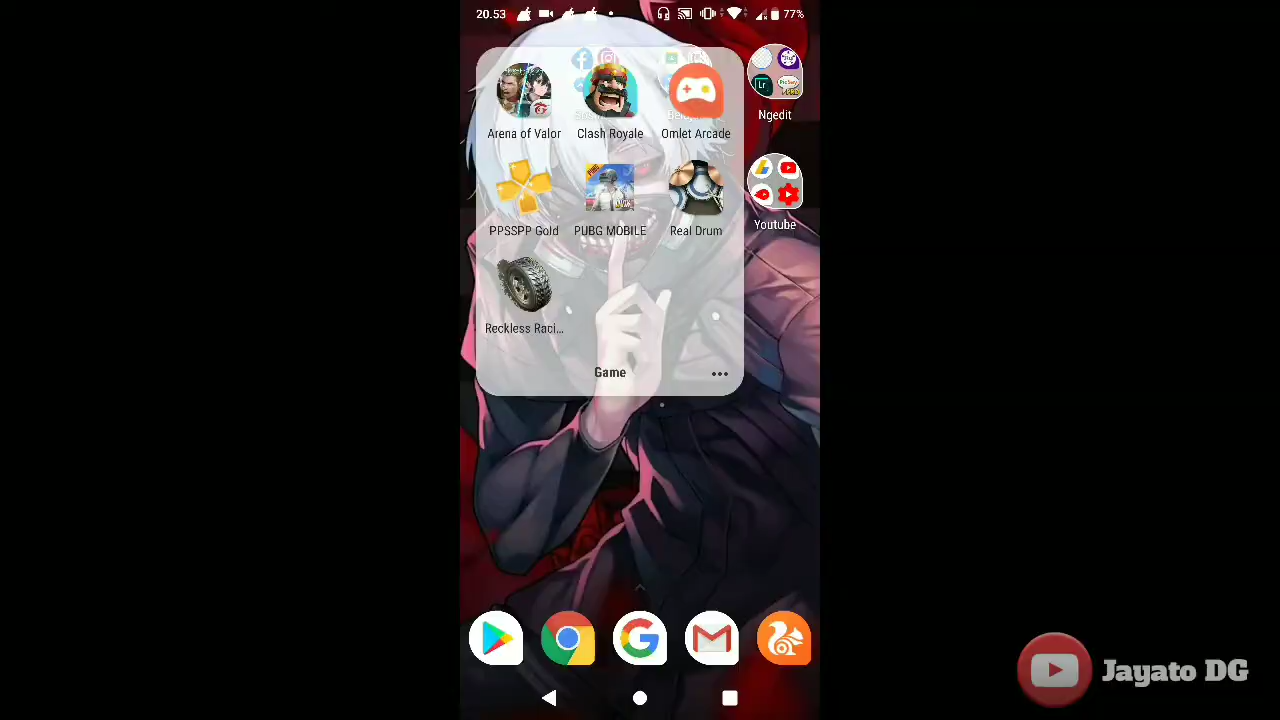 20.53
77%
Arena of Valor
Clash Royale
Omlet Arcade
Ngedit
PPSSPP Gold
PUBG MOBILE
Real Drum
Youtube
Reckless Raci...
Game
Jayato DG